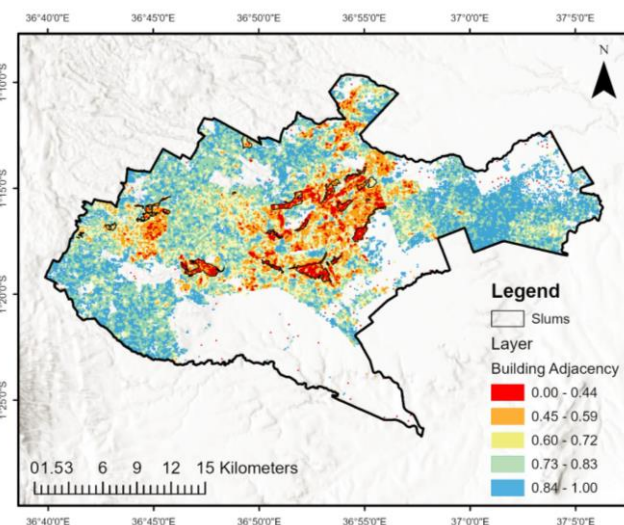 36°40'0"E 36°45'0"E 36°50'0"E 36°55'0"E 37°0'0"E 37°5'0"E
N
1°10'0"S
1°15'0"S
1°20'0"S
1°25'0"S
Legend
Slums
Layer
Building Adjacency
0.00 - 0.44
0.45 - 0.59
0.60 - 0.72
0.73 - 0.83
0.84 - 1.00
01.53 6 9 12 15 Kilometers
36°40'0"E 36°45'0"E 36°50'0"E 36°55'0"E 37°0'0"E 37°5'0"E